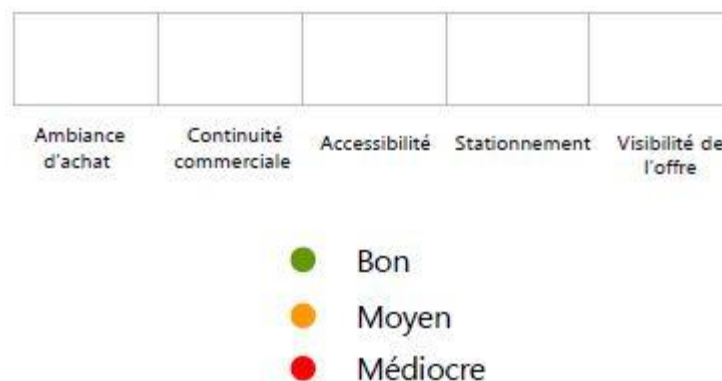 Ambiance
d'achat
Continuité
commerciale
Accessibilité
Stationnement
Visibilité de
l'offre
Bon
Moyen
Médiocre